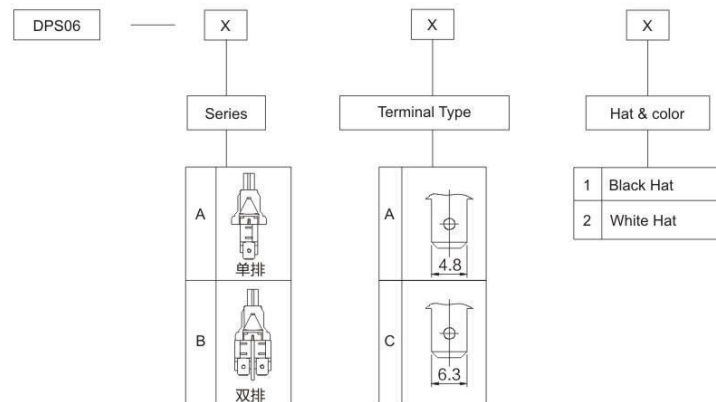 DPS06 X X X
Series Terminal Type Hat & color
A
单排
B
双排
A
4.8
C
6.3
1 Black Hat
2 White Hat